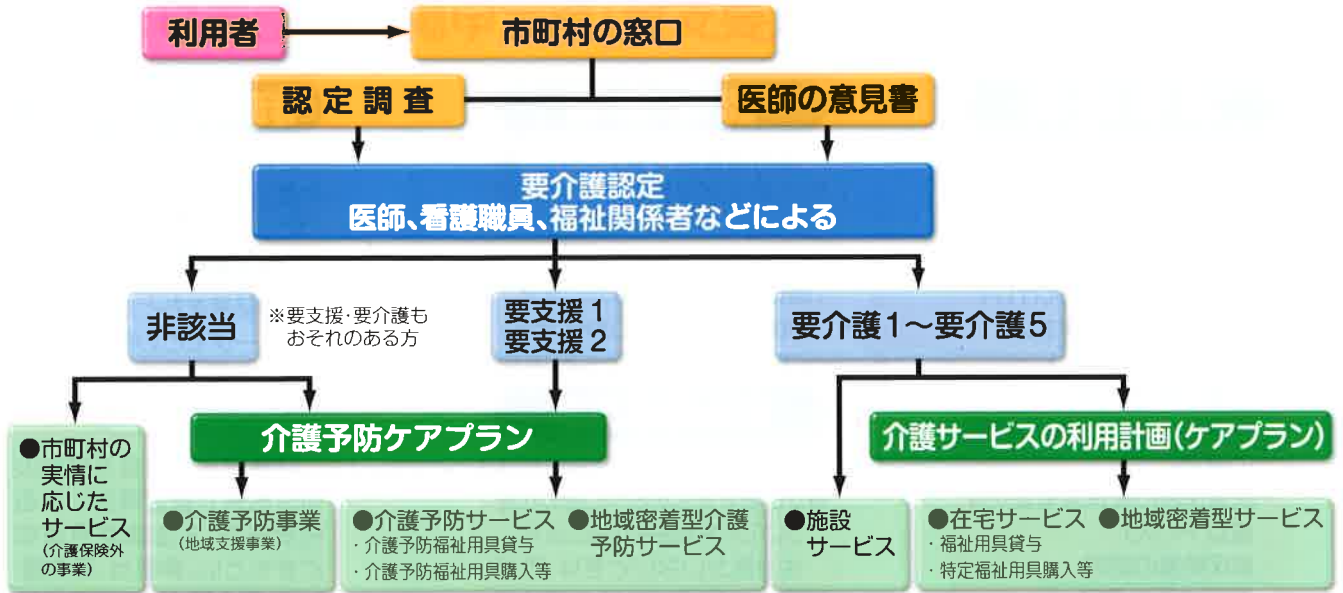 利用者
市町村の窓口
認定調査
医師の意見書
要介護認定
医師、看護職員、福祉関係者などによる
非該当
※要支援・要介護も
おそれのある方
要支援1
要支援2
要介護1～要介護5
介護予防ケアプラン
介護サービスの利用計画(ケアプラン)
●市町村の
実情に
応じた
サービス
(介護保険外
の事業)
●介護予防事業
(地域支援事業)
●介護予防サービス
・介護予防福祉用具貸与
・介護予防福祉用具購入等
●地域密着型介護
予防サービス
●施設
サービス
●在宅サービス
・福祉用具貸与
・特定福祉用具購入等
●地域密着型サービス